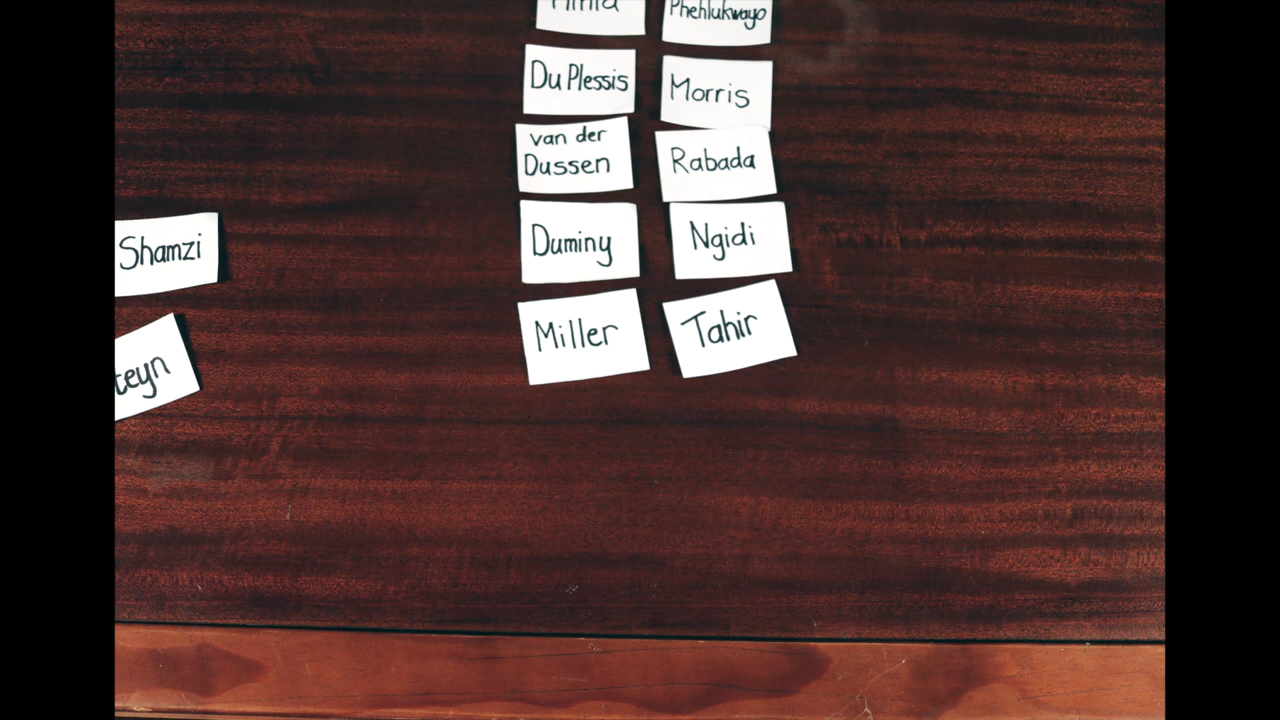 Phehlukwayo
Du Plessis
Morris
van der
Dussen
Rabada
Shamzi
Duminy
Ngidi
teyn
Miller
Tahir